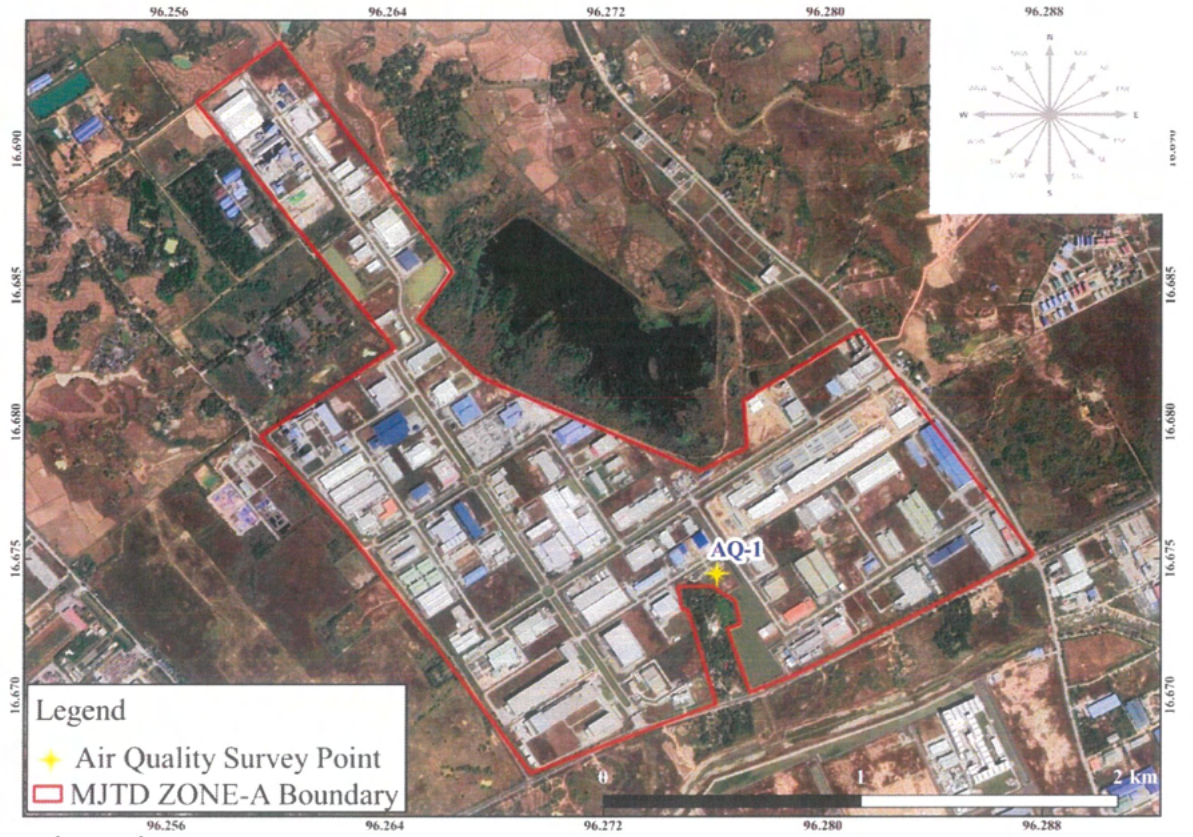 96.256 96.264 96.272 96.280 96.288
N
W E
S
16.690
16.685 16.685
16.680 16.680
16.675 16.675
AQ-1
16.670 16.670
Legend
Air Quality Survey Point
MJTD ZONE-A Boundary
0 1 2 km
96.256 96.264 96.272 96.280 96.288